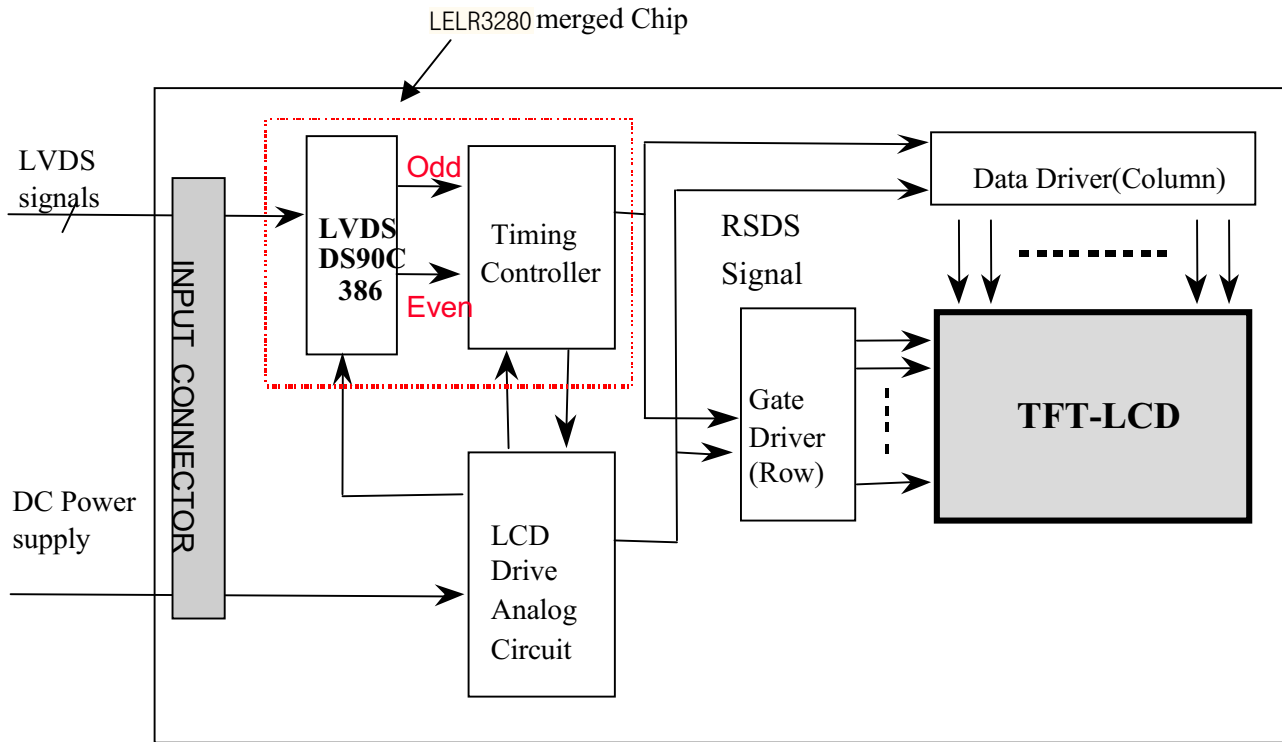 LELR3280 merged Chip
LVDS
signals
INPUT CONNECTOR
DC Power
supply
LVDS
DS90C
386
Odd
Even
Timing
Controller
LCD
Drive
Analog
Circuit
RSDS
Signal
Data Driver(Column)
Gate
Driver
(Row)
TFT-LCD